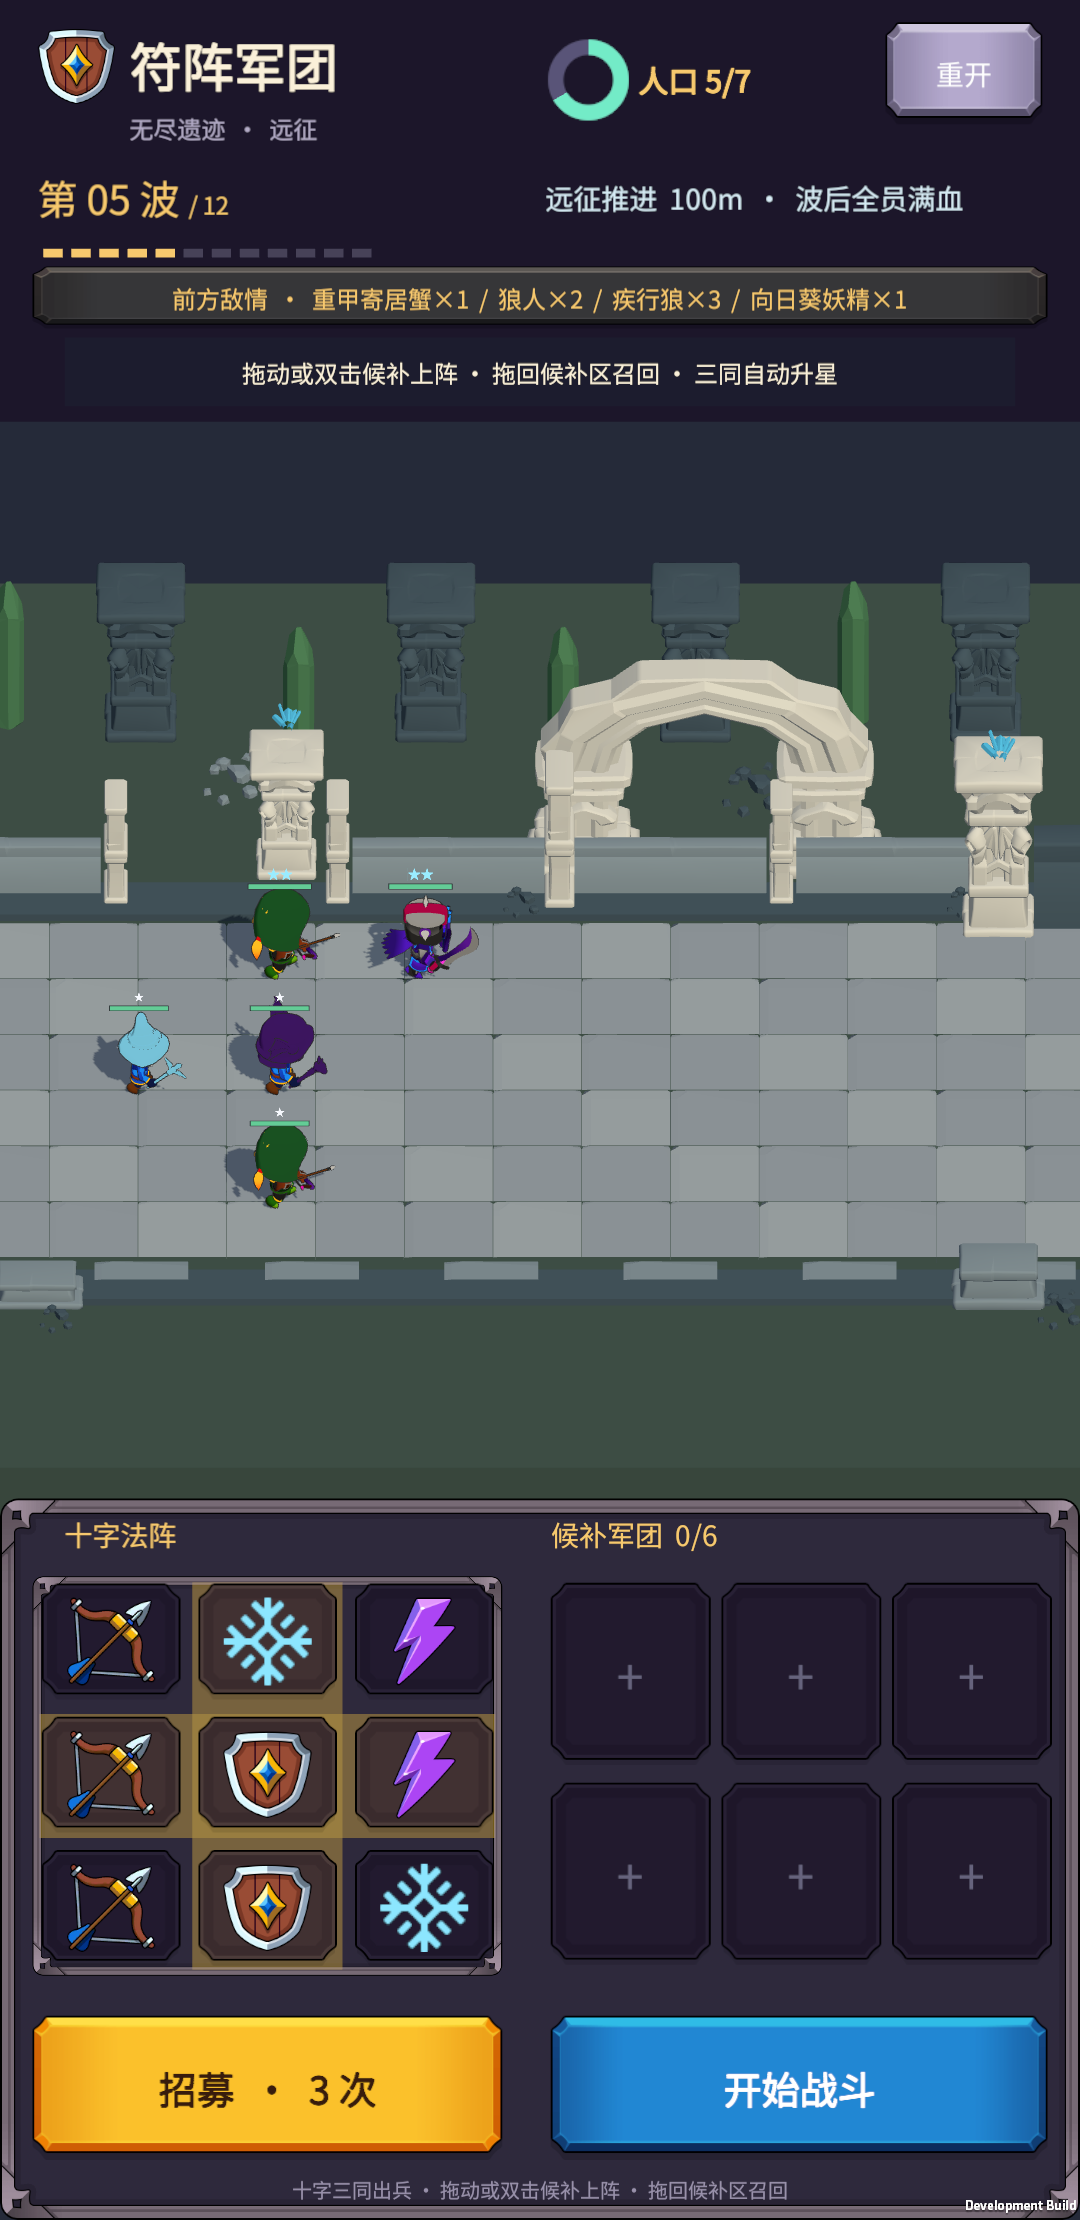 符阵军团
人口 5/7
重开
无尽遗迹 · 远征
第 05 波 / 12
远征推进 100m · 波后全员满血
前方敌情 · 重甲寄居蟹×1 / 狼人×2 / 疾行狼×3 / 向日葵妖精×1
拖动或双击候补上阵 · 拖回候补区召回 · 三同自动升星
十字法阵
候补军团 0/6
招募 · 3 次
开始战斗
十字三同出兵 · 拖动或双击候补上阵 · 拖回候补区召回
Development Build